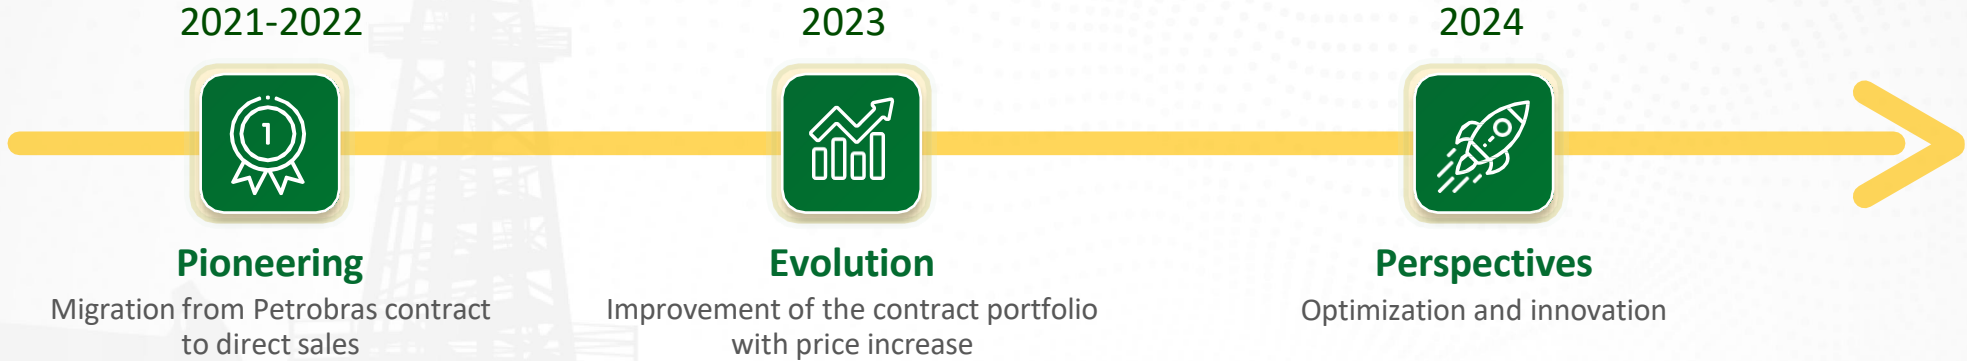 2021-2022
1
Pioneering
Migration from Petrobras contract
to direct sales
2023
Evolution
Improvement of the contract portfolio
with price increase
2024
Perspectives
Optimization and innovation